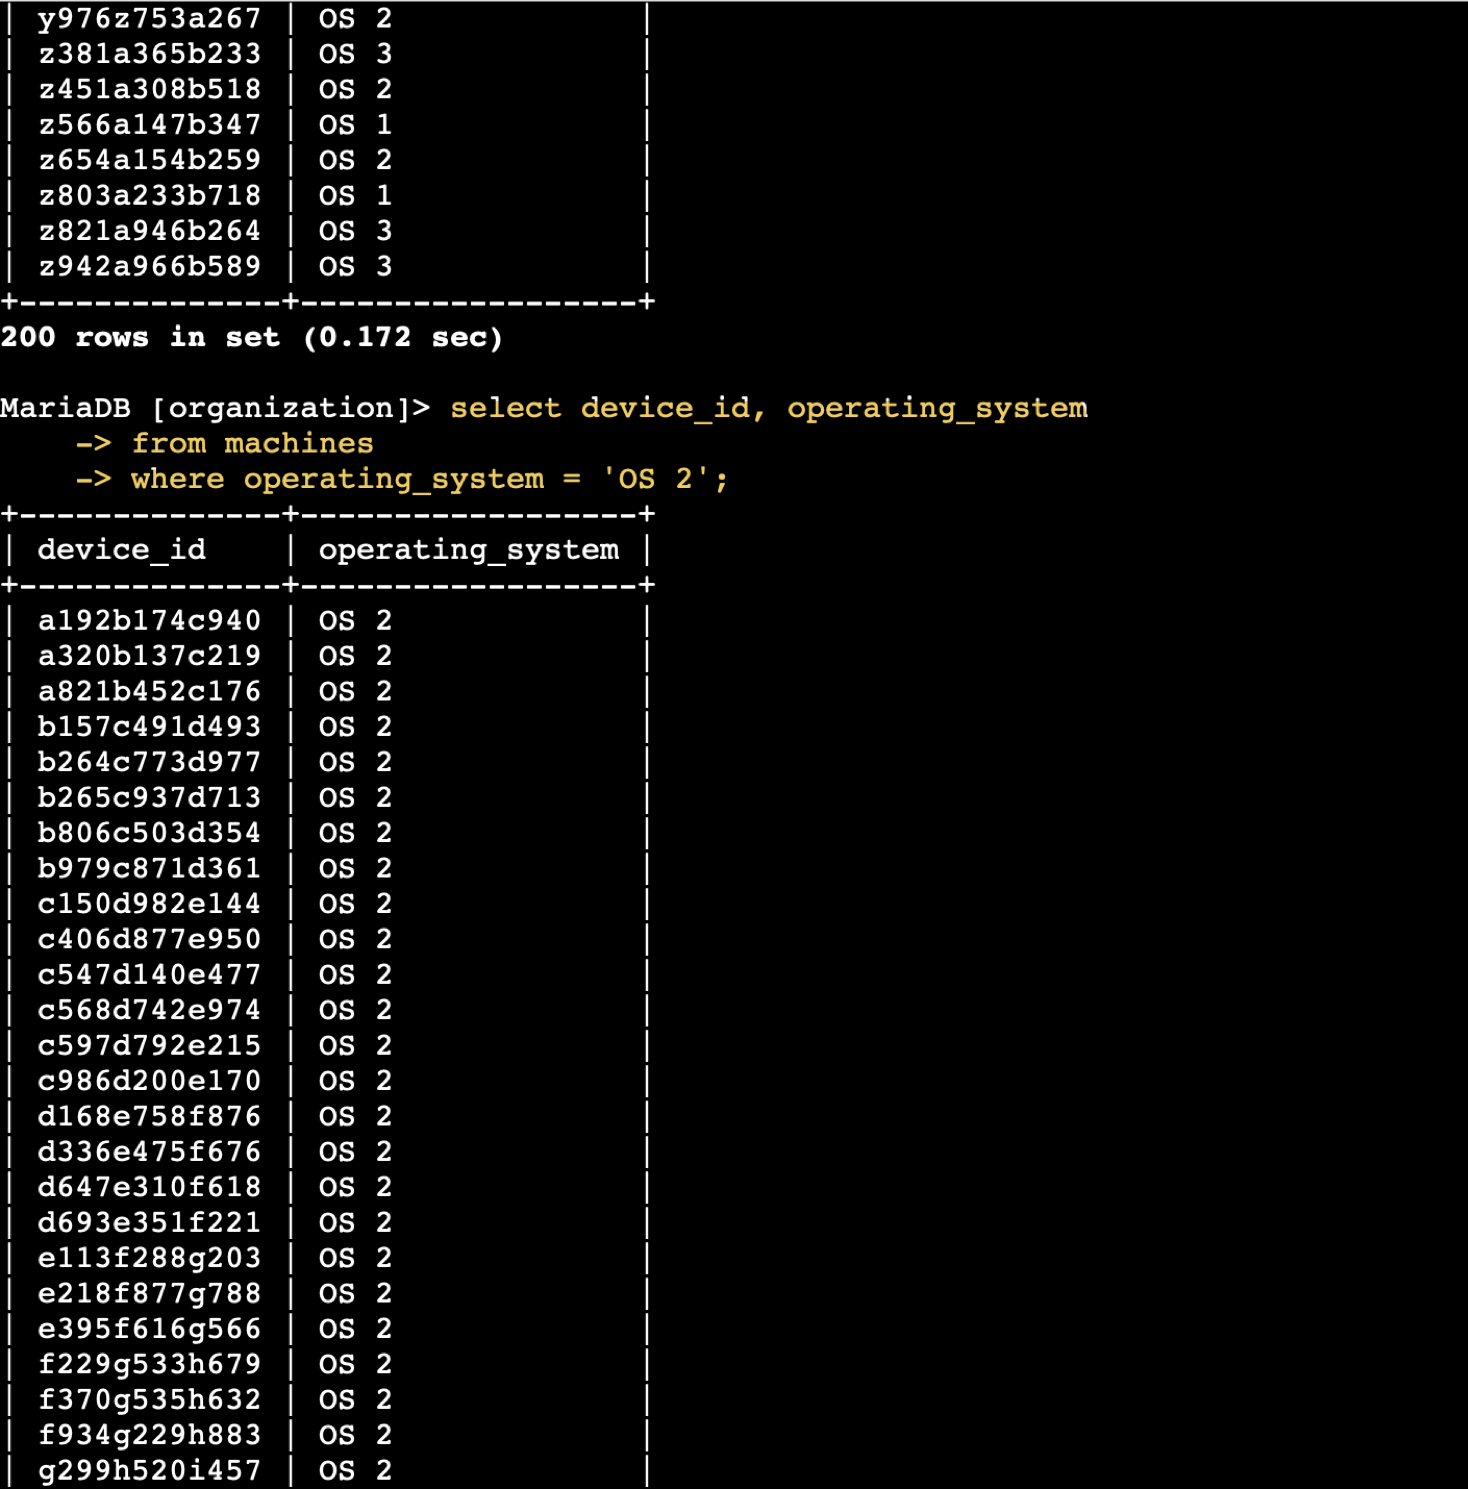 | y976z753a267 | OS 2             |
| z381a365b233 | OS 3             |
| z451a308b518 | OS 2             |
| z566a147b347 | OS 1             |
| z654a154b259 | OS 2             |
| z803a233b718 | OS 1             |
| z821a946b264 | OS 3             |
| z942a966b589 | OS 3             |
+--------------+------------------+
200 rows in set (0.172 sec)

MariaDB [organization]> select device_id, operating_system
    -> from machines
    -> where operating_system = 'OS 2';
+--------------+------------------+
| device_id    | operating_system |
+--------------+------------------+
| a192b174c940 | OS 2             |
| a320b137c219 | OS 2             |
| a821b452c176 | OS 2             |
| b157c491d493 | OS 2             |
| b264c773d977 | OS 2             |
| b265c937d713 | OS 2             |
| b806c503d354 | OS 2             |
| b979c871d361 | OS 2             |
| c150d982e144 | OS 2             |
| c406d877e950 | OS 2             |
| c547d140e477 | OS 2             |
| c568d742e974 | OS 2             |
| c597d792e215 | OS 2             |
| c986d200e170 | OS 2             |
| d168e758f876 | OS 2             |
| d336e475f676 | OS 2             |
| d647e310f618 | OS 2             |
| d693e351f221 | OS 2             |
| e113f288g203 | OS 2             |
| e218f877g788 | OS 2             |
| e395f616g566 | OS 2             |
| f229g533h679 | OS 2             |
| f370g535h632 | OS 2             |
| f934g229h883 | OS 2             |
| g299h520i457 | OS 2             |